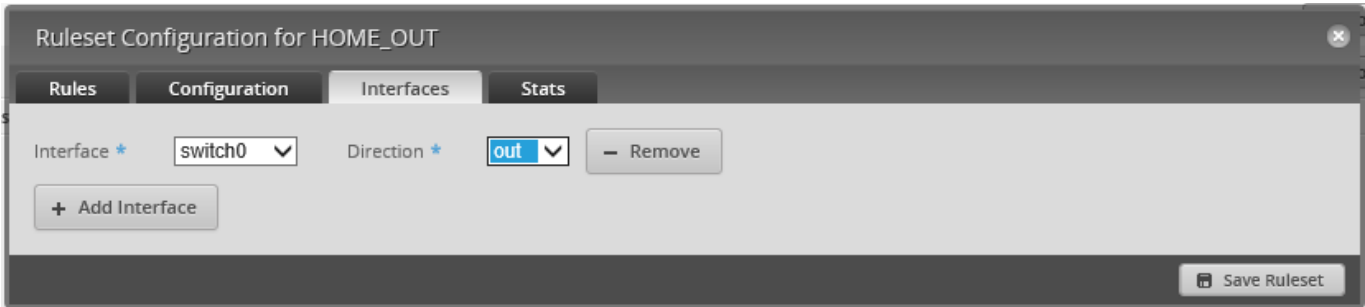 Ruleset Configuration for HOME_OUT
Rules Configuration Interfaces Stats
Interface * switch0 Direction * out − Remove
+ Add Interface
Save Ruleset